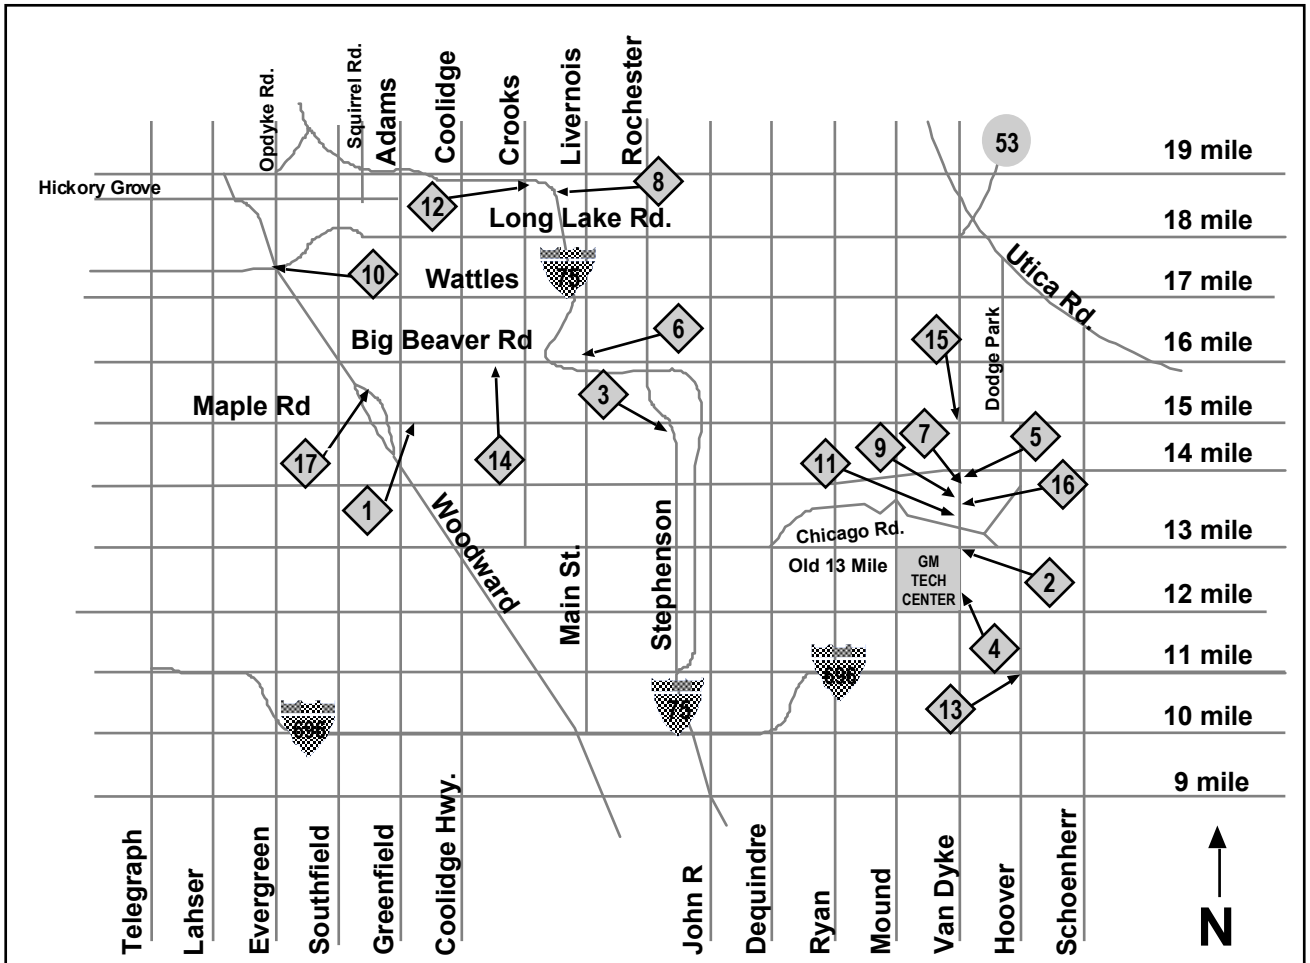 Opdyke Rd.
Squirrel Rd.
Adams
Coolidge
Crooks
Livernois
Rochester
53
19 mile
Hickory Grove
12
8
Long Lake Rd.
18 mile
10
Wattles
75
Utica Rd.
17 mile
Big Beaver Rd
6
15
Dodge Park
16 mile
Maple Rd
3
15 mile
17
14
11
9
7
5
14 mile
1
16
Woodward
Main St.
Stephenson
Chicago Rd.
13 mile
Old 13 Mile
GM
TECH
CENTER
2
12 mile
4
11 mile
696
13
696
75
10 mile
9 mile
Telegraph
Lahser
Evergreen
Southfield
Greenfield
Coolidge Hwy.
John R
Dequindre
Ryan
Mound
Van Dyke
Hoover
Schoenherr
N